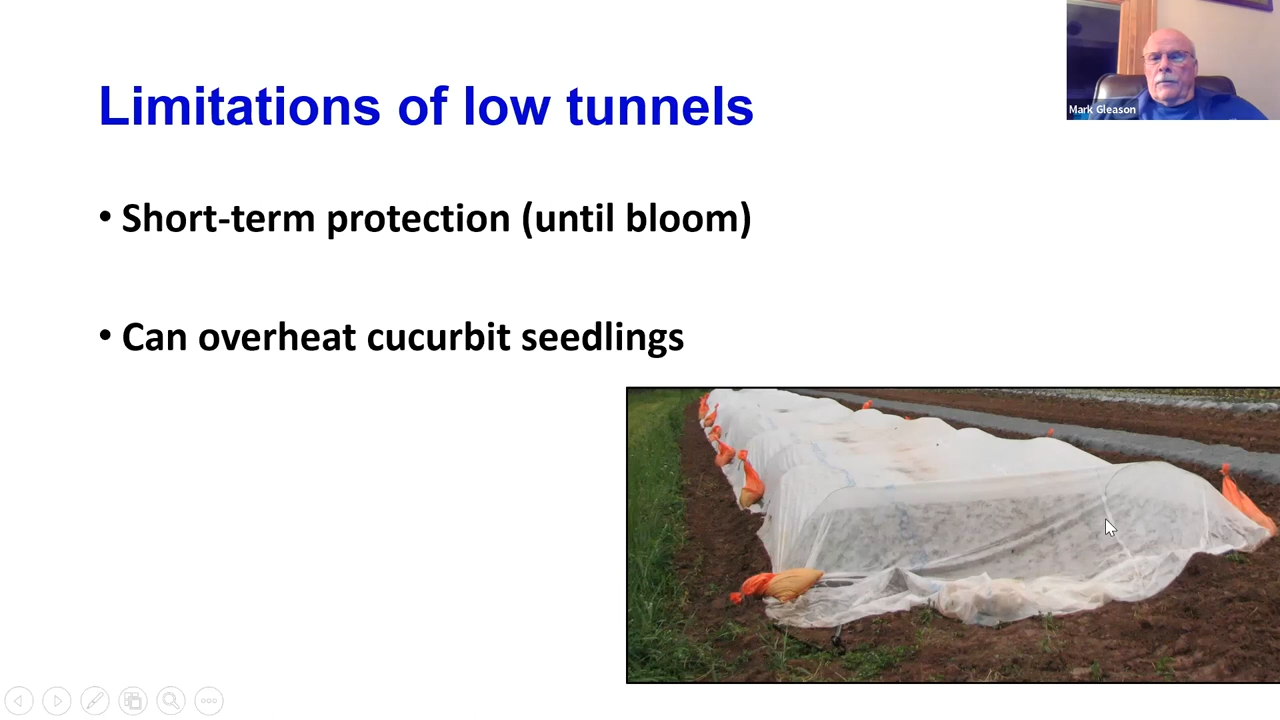 Mark Gleason
Limitations of low tunnels
• Short-term protection (until bloom)
• Can overheat cucurbit seedlings